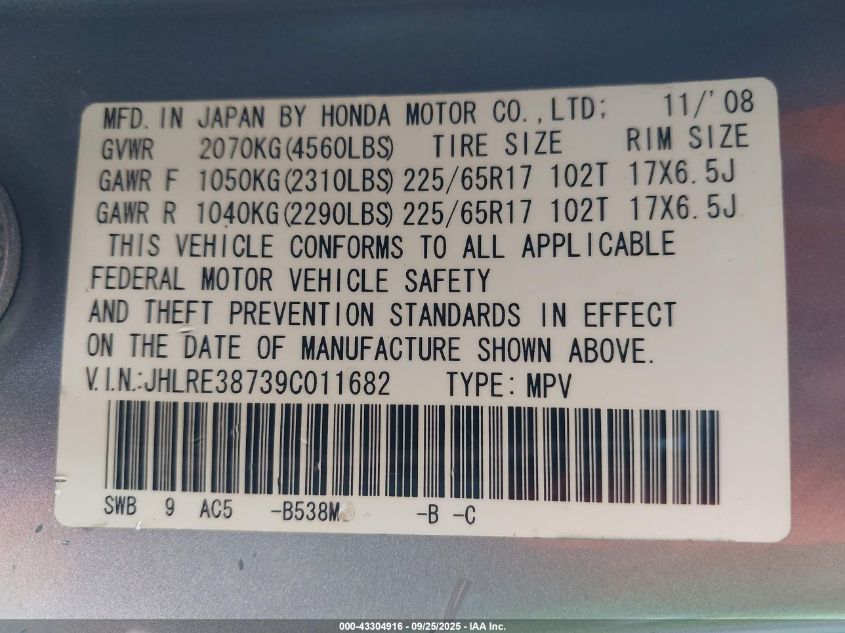 MFD. IN JAPAN BY HONDA MOTOR CO.,LTD; 11/'08
GVWR 2070KG(4560LBS) TIRE SIZE RIM SIZE
GAWR F 1050KG(2310LBS) 225/65R17 102T 17X6.5J
GAWR R 1040KG(2290LBS) 225/65R17 102T 17X6.5J
THIS VEHICLE CONFORMS TO ALL APPLICABLE
FEDERAL MOTOR VEHICLE SAFETY
AND THEFT PREVENTION STANDARDS IN EFFECT
ON THE DATE OF MANUFACTURE SHOWN ABOVE.
V.I.N.:JHLRE38739C011682 TYPE: MPV
SWB 9 AC5 -B538M -B -C
000-43304916 - 09/25/2025 - IAA Inc.